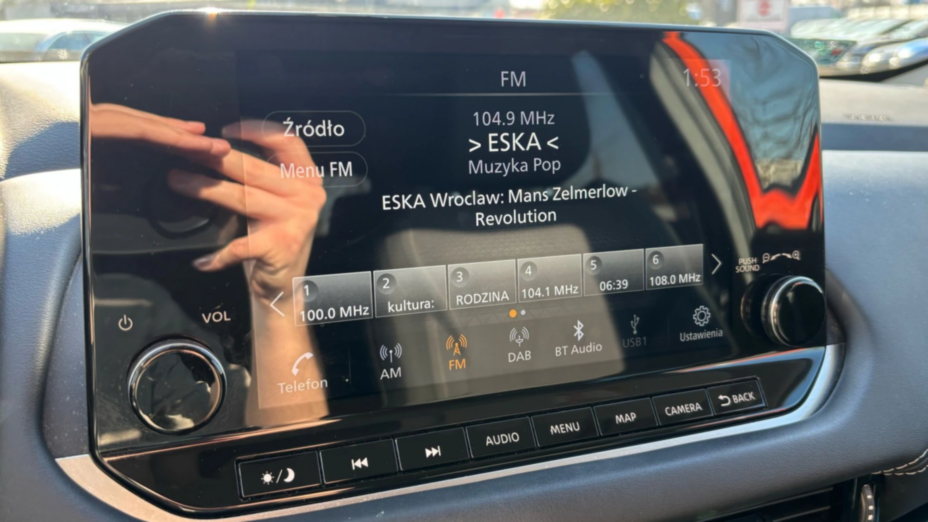 FM
1:53
Źródło
104.9 MHz
> ESKA <
Menu FM
Muzyka Pop
ESKA Wroclaw: Mans Zelmerlow -
Revolution
1
100.0 MHz
2
kultura:
3
RODZINA
4
104.1 MHz
5
06:39
6
108.0 MHz
PUSH
SOUND
VOL
Telefon
AM
FM
DAB
BT Audio
USB1
Ustawienia
AUDIO
MENU
MAP
CAMERA
BACK